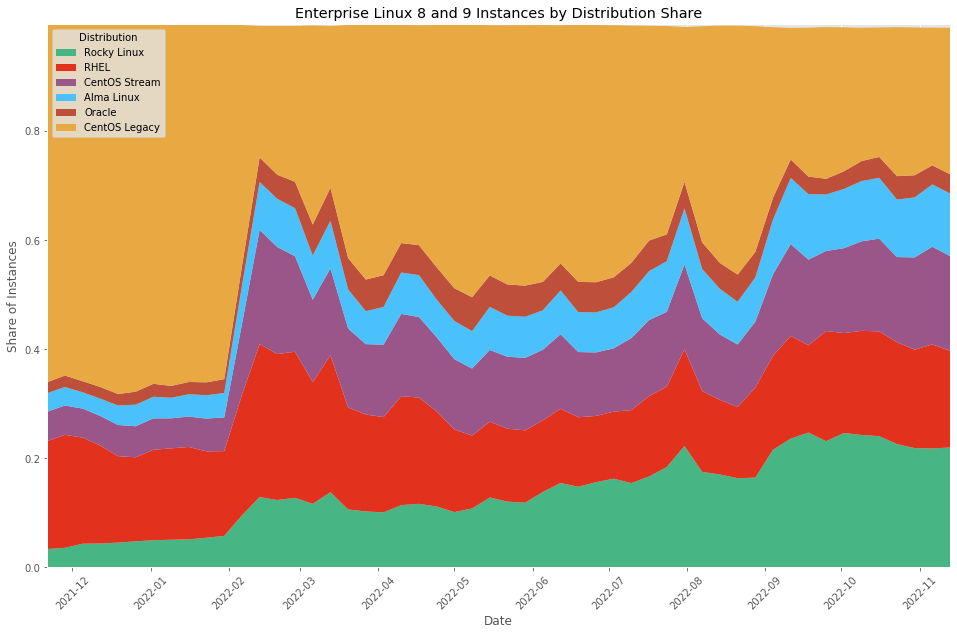 Enterprise Linux 8 and 9 Instances by Distribution Share
Distribution
Rocky Linux
RHEL
CentOS Stream
Alma Linux
Oracle
CentOS Legacy
0.8
0.6
0.4
0.2
0.0
Share of Instances
2021-12
2022-01
2022-02
2022-03
2022-04
2022-05
2022-06
2022-07
2022-08
2022-09
2022-10
2022-11
Date